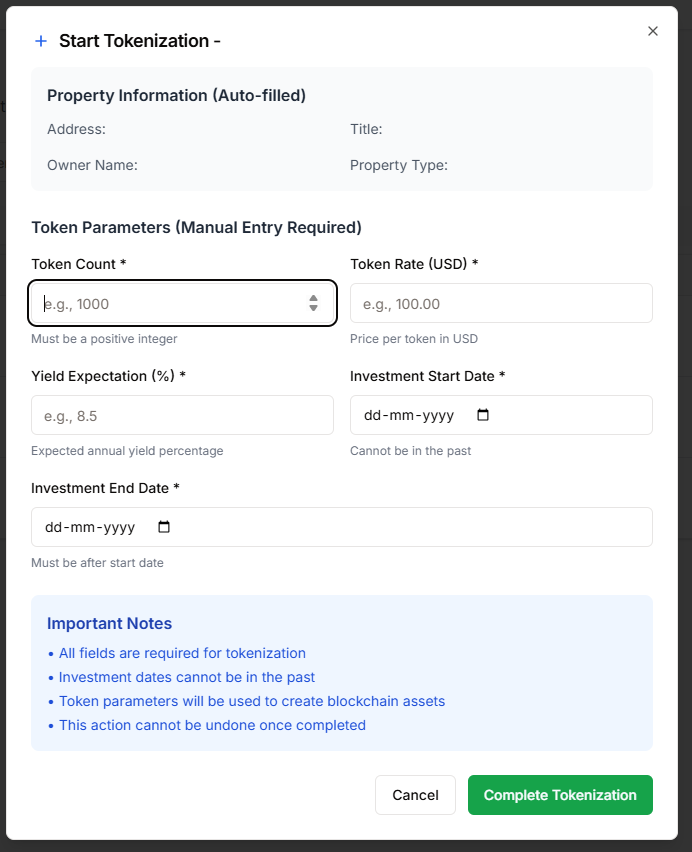 Start Tokenization -
Property Information (Auto-filled)
Address: Title:
Owner Name: Property Type:
Token Parameters (Manual Entry Required)
Token Count * Token Rate (USD) *
e.g., 1000 e.g., 100.00
Must be a positive integer Price per token in USD
Yield Expectation (%) * Investment Start Date *
e.g., 8.5 dd-mm-yyyy
Expected annual yield percentage Cannot be in the past
Investment End Date *
dd-mm-yyyy
Must be after start date
Important Notes
• All fields are required for tokenization
• Investment dates cannot be in the past
• Token parameters will be used to create blockchain assets
• This action cannot be undone once completed
Cancel Complete Tokenization